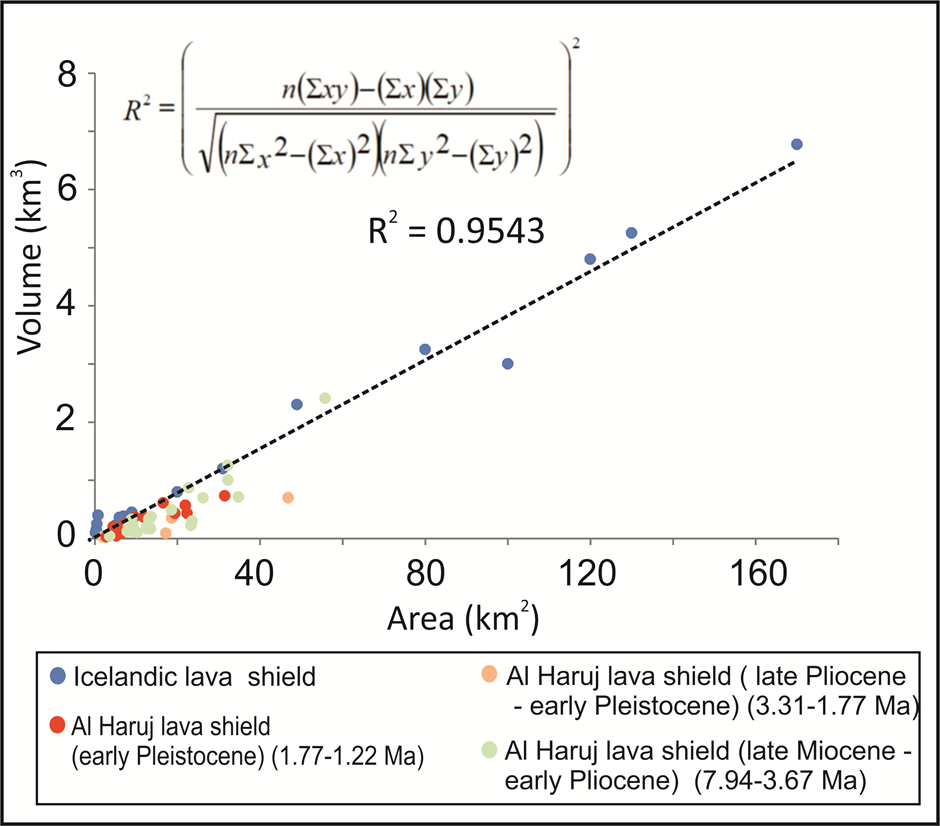 8
6
4
2
0
Volume (km³)
R² = ( n(Σxy)−(Σx)(Σy) / √(nΣx²−(Σx)²)(nΣy²−(Σy)²) )²
R² = 0.9543
0 40 80 120 160
Area (km²)
Icelandic lava shield
Al Haruj lava shield
(early Pleistocene) (1.77-1.22 Ma)
Al Haruj lava shield ( late Pliocene
- early Pleistocene) (3.31-1.77 Ma)
Al Haruj lava shield (late Miocene -
early Pliocene) (7.94-3.67 Ma)